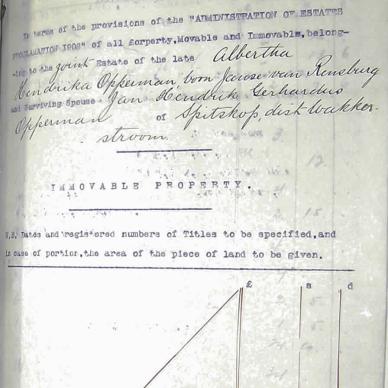 In terms of the provisions of the "ADMINISTRATION OF ESTATES
PROCLAMATION 1902" of all Porperty,Movable and Immovable,belong-
-ing to the joint Estate of the late Albertha
Hendrika Opperman born Janse van Rensburg
and Surviving Spouse Jan Hendrik Gerhardus
Opperman of Spitskop, dist Wakker-
stroom
IMMOVABLE PROPERTY.
N.B. Dates and registered numbers of Titles to be specified,and
in case of portion,the area of the piece of land to be given.
£ s d